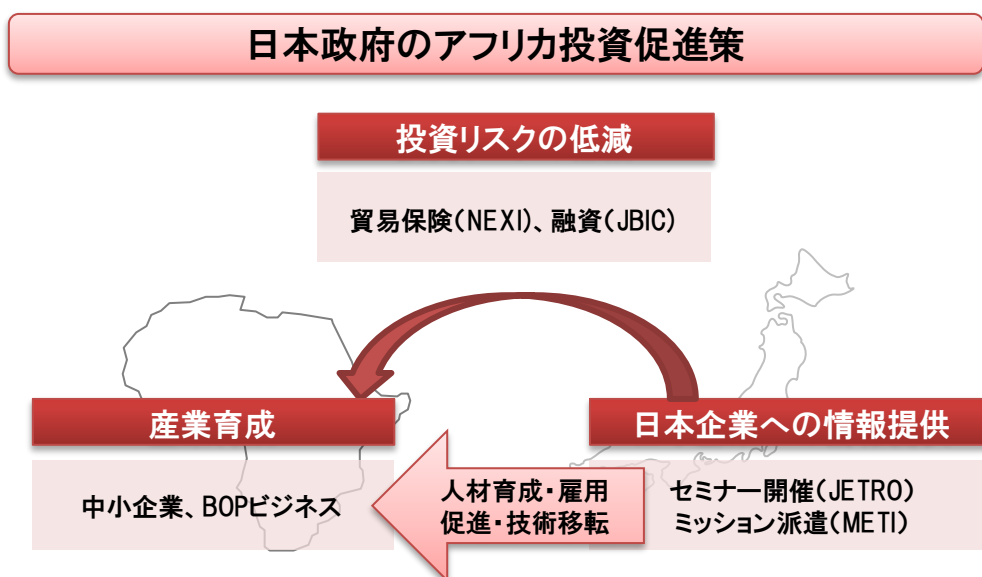 日本政府のアフリカ投資促進策
投資リスクの低減
貿易保険(NEXI)、融資(JBIC)
産業育成
中小企業、BOPビジネス
人材育成・雇用
促進・技術移転
日本企業への情報提供
セミナー開催(JETRO)
ミッション派遣(METI)